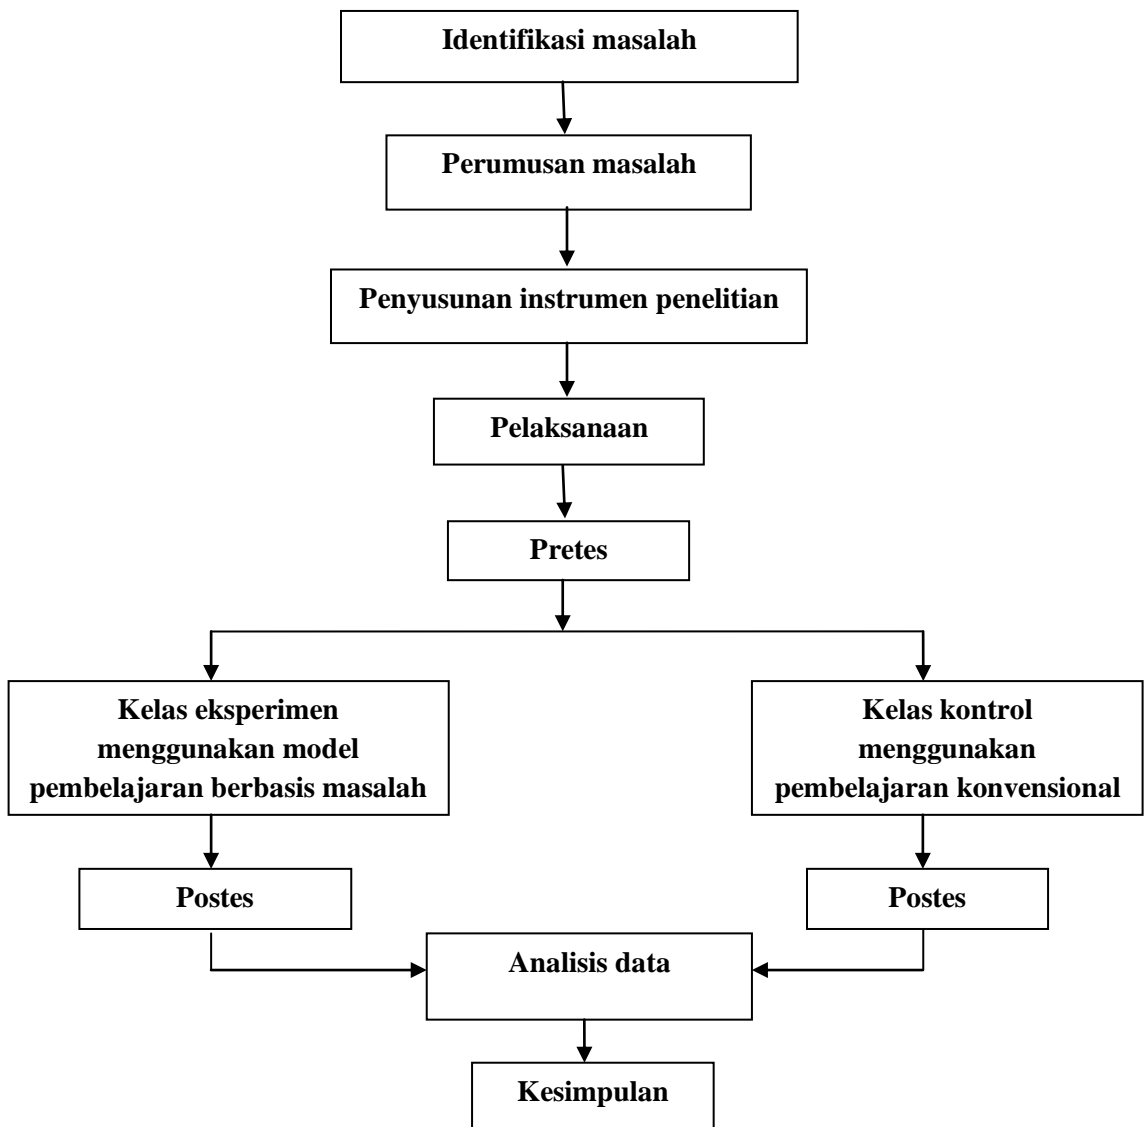 Identifikasi masalah
Perumusan masalah
Penyusunan instrumen penelitian
Pelaksanaan
Pretes
Kelas eksperimen
menggunakan model
pembelajaran berbasis masalah
Kelas kontrol
menggunakan
pembelajaran konvensional
Postes
Postes
Analisis data
Kesimpulan